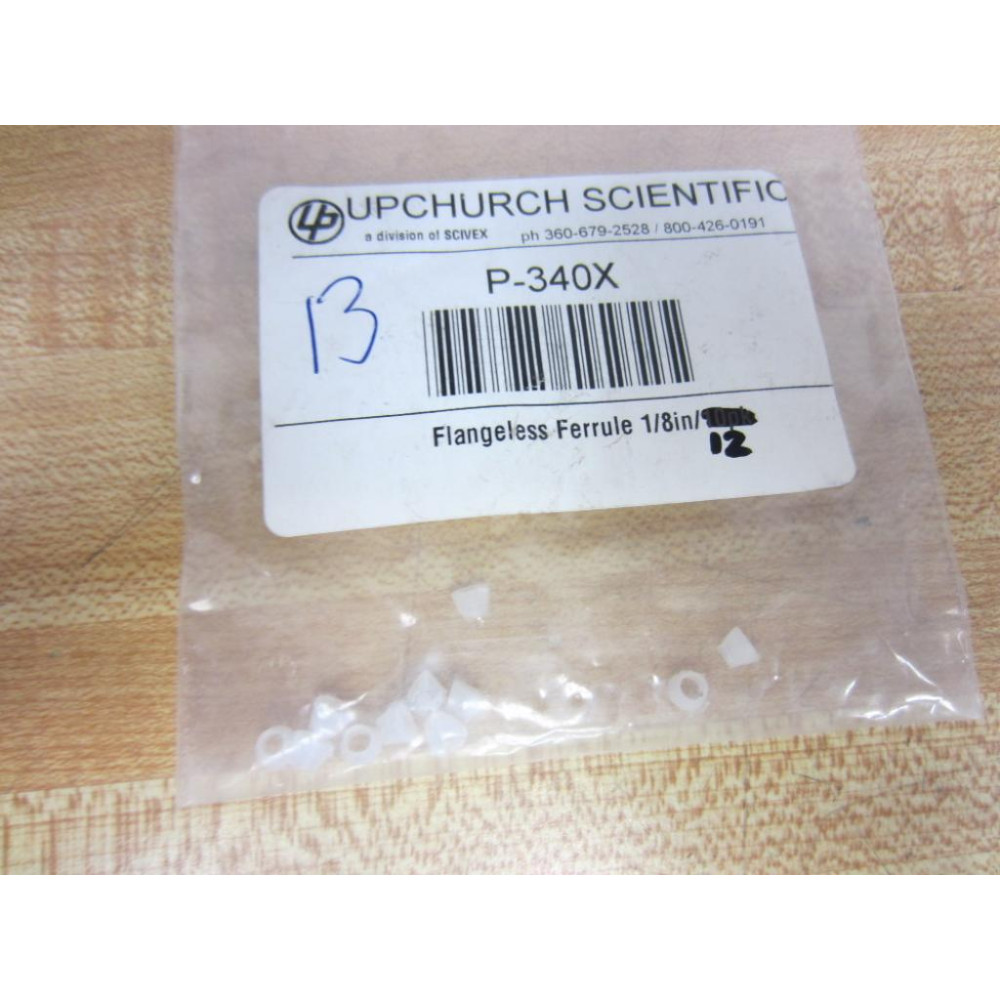 UP UPCHURCH SCIENTIFIC
a division of SCIVEX ph 360-679-2528 / 800-426-0191
P-340X
13
Flangeless Ferrule 1/8in/
12